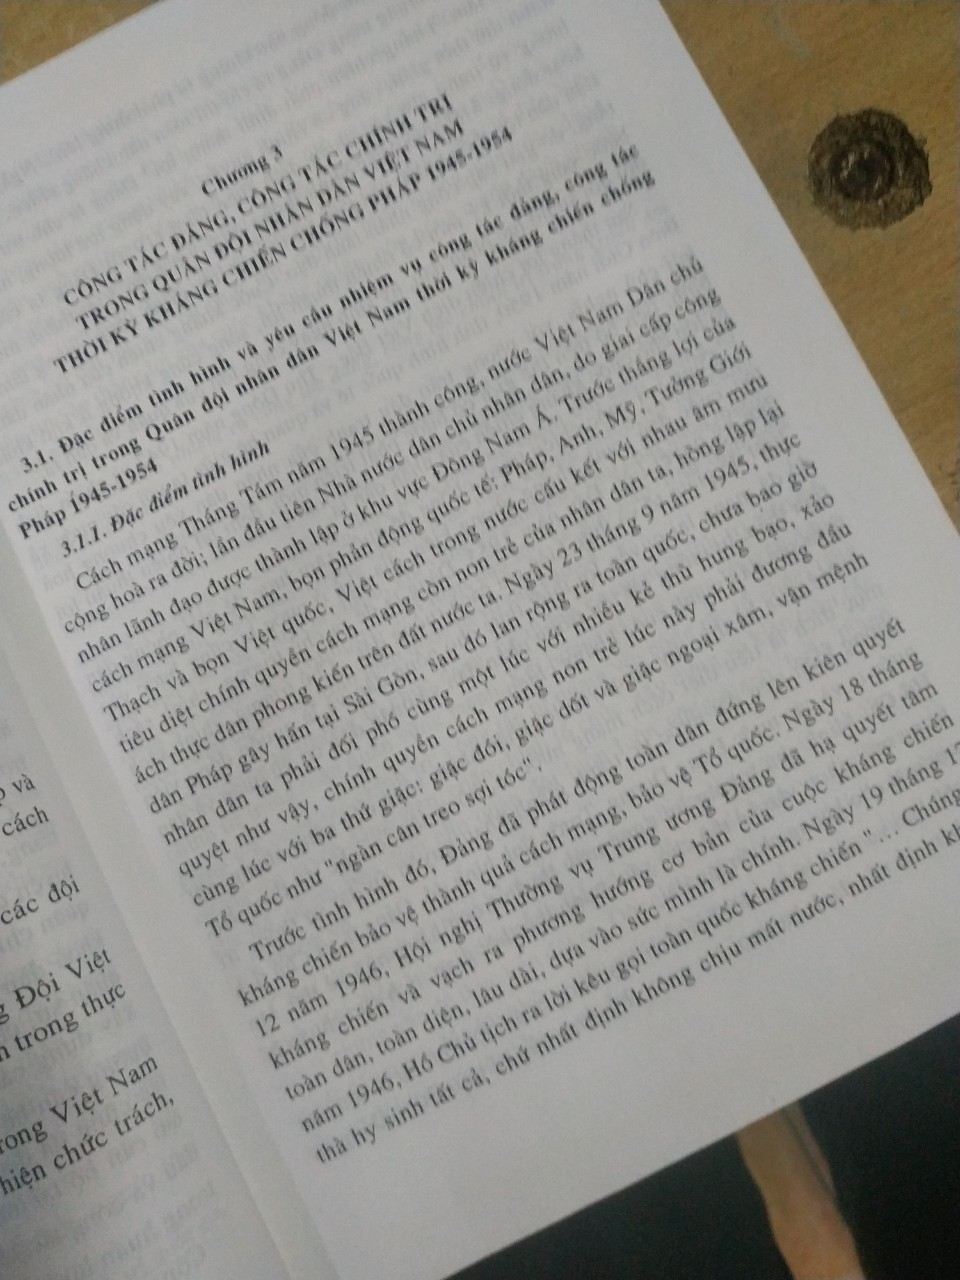 Chương 3
CÔNG TÁC ĐẢNG, CÔNG TÁC CHÍNH TRỊ
TRONG QUÂN ĐỘI NHÂN DÂN VIỆT NAM
THỜI KỲ KHÁNG CHIẾN CHỐNG PHÁP 1945-1954
3.1. Đặc điểm tình hình và yêu cầu nhiệm vụ công tác đảng, công tác
chính trị trong Quân đội nhân dân Việt Nam thời kỳ kháng chiến chống
Pháp 1945-1954
3.1.1. Đặc điểm tình hình
Cách mạng Tháng Tám năm 1945 thành công, nước Việt Nam Dân chủ
cộng hoà ra đời; lần đầu tiên Nhà nước dân chủ nhân dân, do giai cấp công
nhân lãnh đạo được thành lập ở khu vực Đông Nam Á. Trước thắng lợi của
cách mạng Việt Nam, bọn phản động quốc tế: Pháp, Anh, Mỹ, Tưởng Giới
Thạch và bọn Việt quốc, Việt cách trong nước cấu kết với nhau âm mưu
tiêu diệt chính quyền cách mạng còn non trẻ của nhân dân ta, hòng lập lại
ách thực dân phong kiến trên đất nước ta. Ngày 23 tháng 9 năm 1945, thực
dân Pháp gây hấn tại Sài Gòn, sau đó lan rộng ra toàn quốc, chưa bao giờ
nhân dân ta phải đối phó cùng một lúc với nhiều kẻ thù hung bạo, xảo
quyệt như vậy, chính quyền cách mạng non trẻ lúc này phải đương đầu
cùng lúc với ba thứ giặc: giặc đói, giặc dốt và giặc ngoại xâm, vận mệnh
Tổ quốc như "ngàn cân treo sợi tóc".
Trước tình hình đó, Đảng đã phát động toàn dân đứng lên kiên quyết
kháng chiến bảo vệ thành quả cách mạng, bảo vệ Tổ quốc. Ngày 18 tháng
12 năm 1946, Hội nghị Thường vụ Trung ương Đảng đã hạ quyết tâm
kháng chiến và vạch ra phương hướng cơ bản của cuộc kháng chiến
toàn dân, toàn diện, lâu dài, dựa vào sức mình là chính. Ngày 19 tháng 12
năm 1946, Hồ Chủ tịch ra lời kêu gọi toàn quốc kháng chiến "... Chúng
thà hy sinh tất cả, chứ nhất định không chịu mất nước, nhất định kh
và
cách
các đội
Đội Việt
trong thực
rong Việt Nam
hiện chức trách,